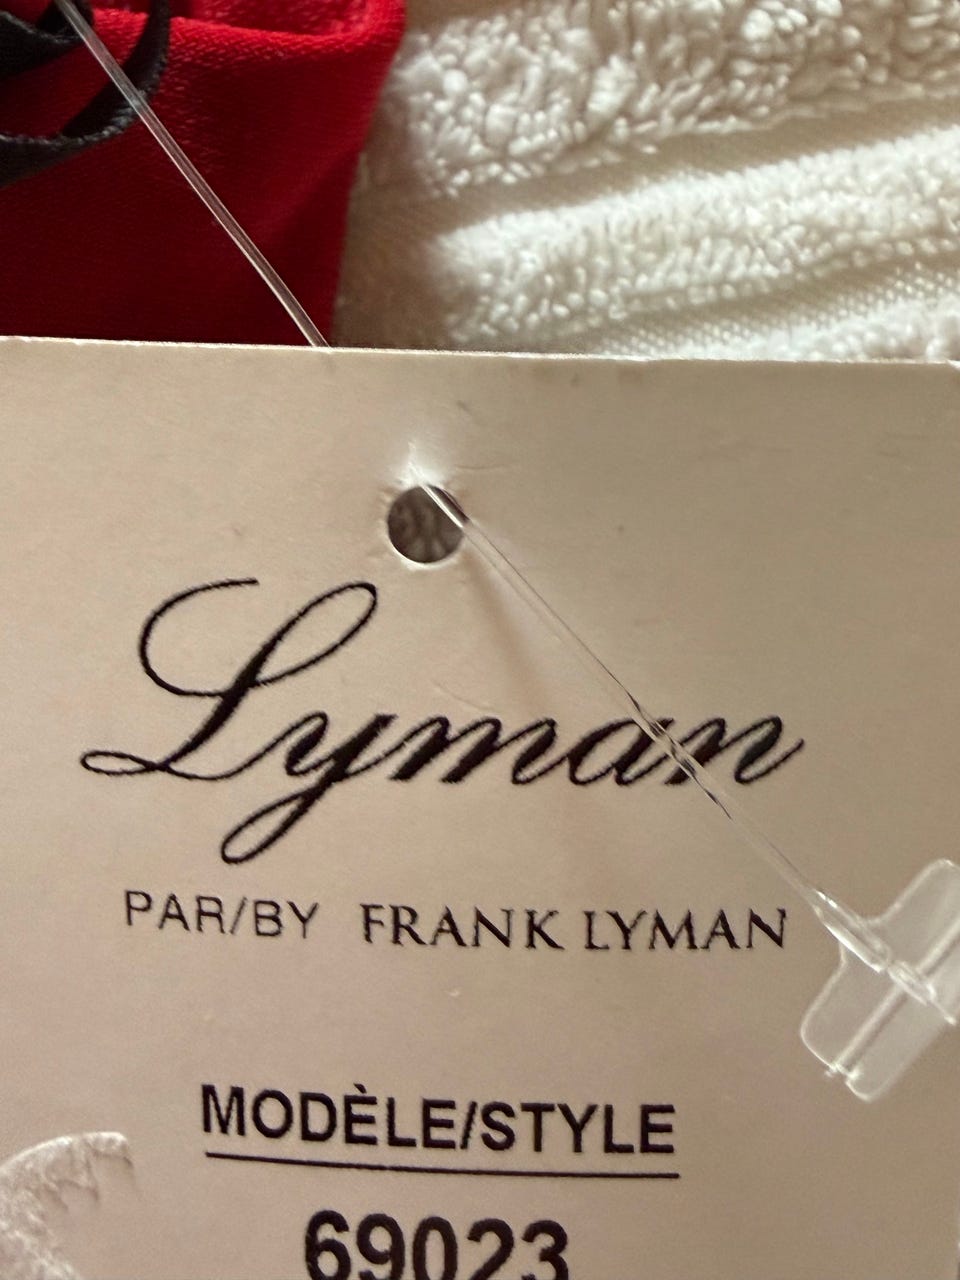 Lyman
PAR/BY FRANK LYMAN
MODÈLE/STYLE
69023